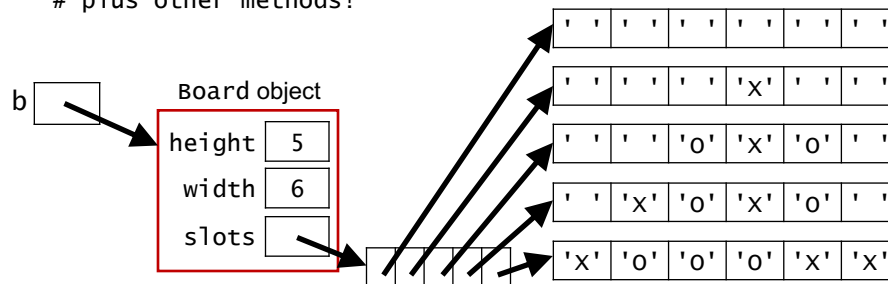 # plus other methods!
' ' ' ' ' ' ' ' ' ' ' '
b
Board object
' ' ' ' ' ' 'X' ' ' ' '
height 5
' ' ' ' 'O' 'X' 'O' ' '
width 6
' ' 'X' 'O' 'X' 'O' ' '
slots
'X' 'O' 'O' 'O' 'X' 'X'